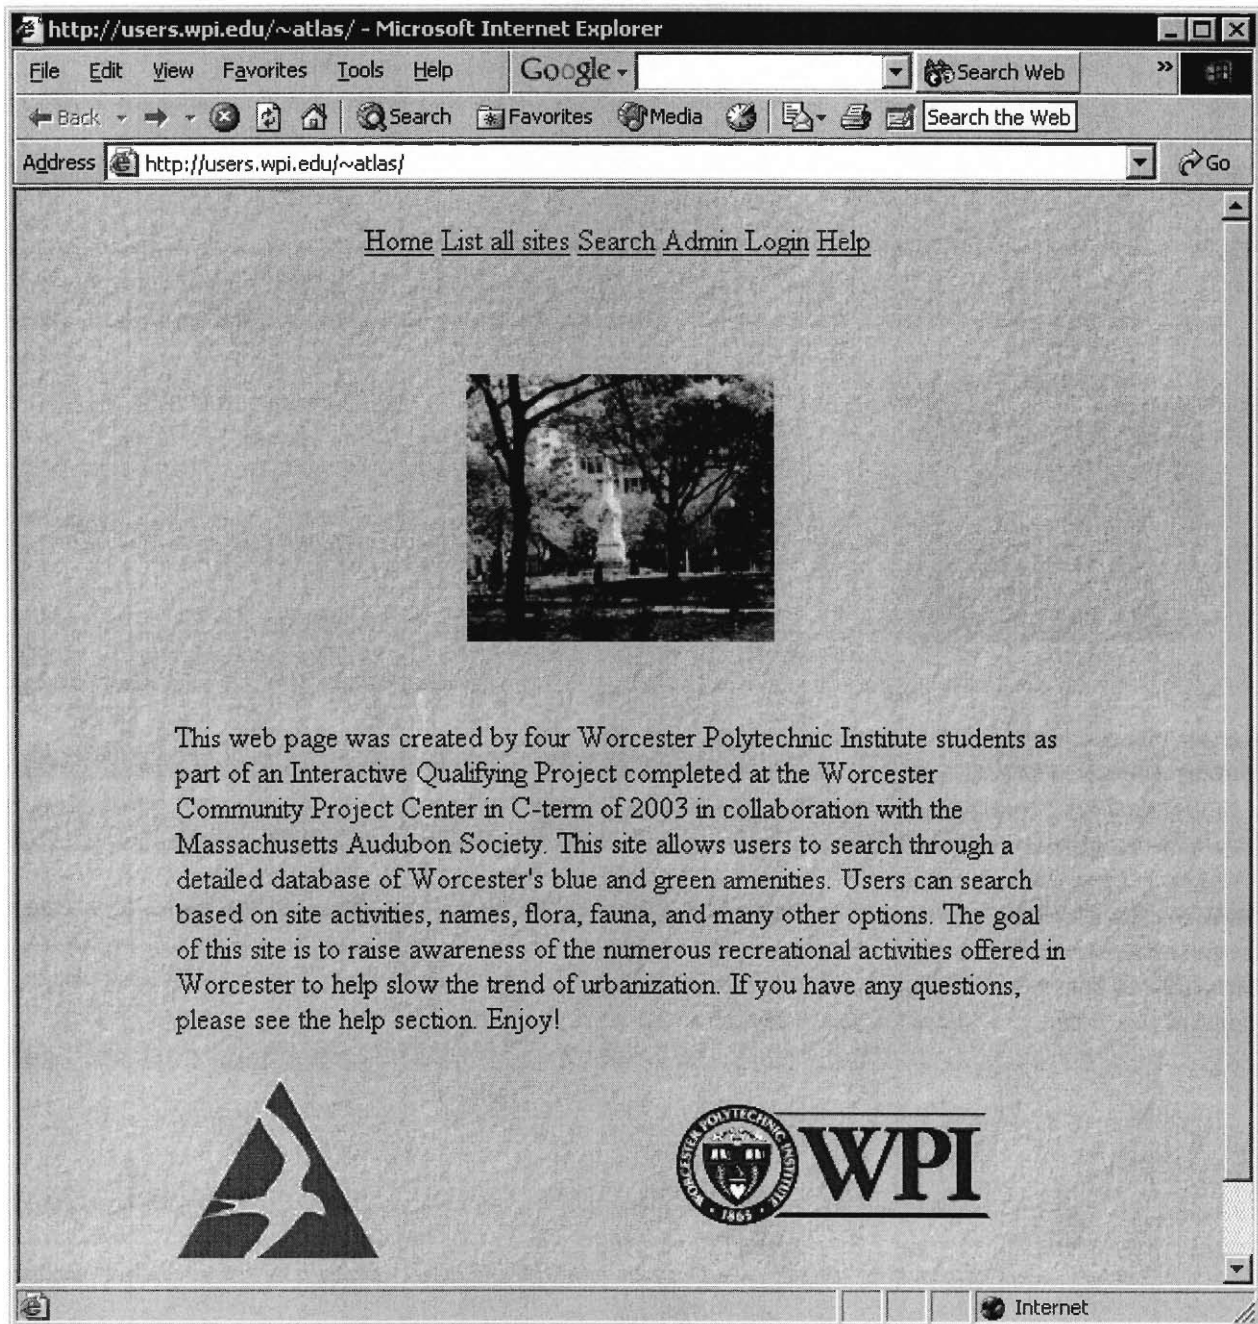 http://users.wpi.edu/~atlas/ - Microsoft Internet Explorer
File Edit View Favorites Tools Help Google Search Web »
Back Search Favorites Media Search the Web
Address http://users.wpi.edu/~atlas/ Go
Home List all sites Search Admin Login Help
This web page was created by four Worcester Polytechnic Institute students as
part of an Interactive Qualifying Project completed at the Worcester
Community Project Center in C-term of 2003 in collaboration with the
Massachusetts Audubon Society. This site allows users to search through a
detailed database of Worcester's blue and green amenities. Users can search
based on site activities, names, flora, fauna, and many other options. The goal
of this site is to raise awareness of the numerous recreational activities offered in
Worcester to help slow the trend of urbanization. If you have any questions,
please see the help section. Enjoy!
WORCESTER POLYTECHNIC INSTITUTE
1865
WPI
Internet